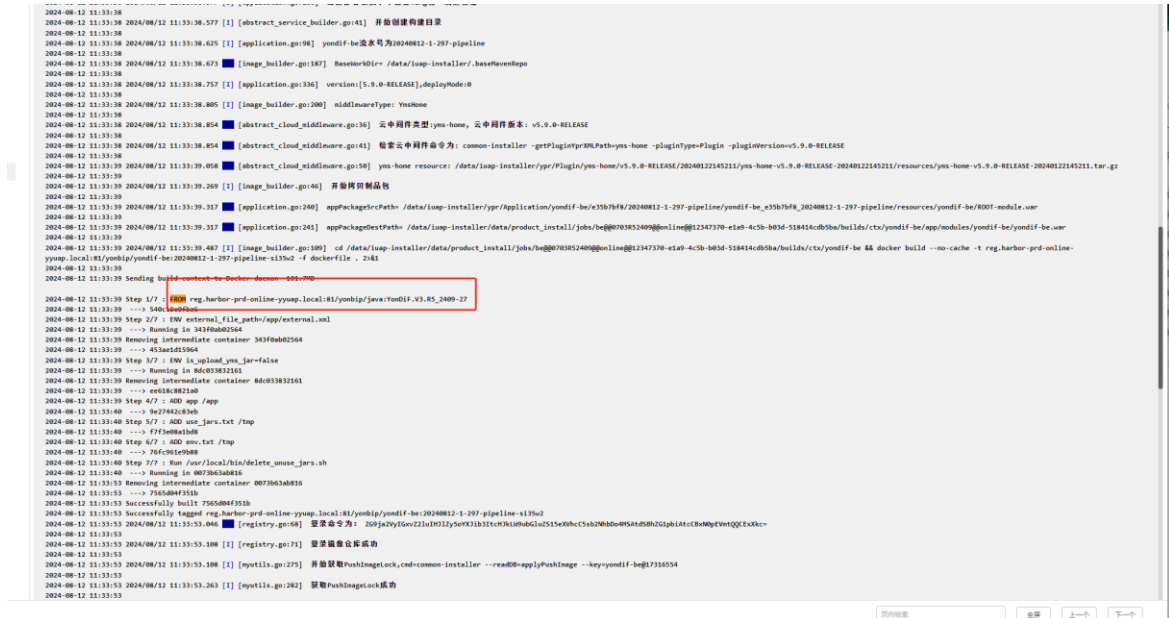 2024-08-12 11:33:38
2024-08-12 11:33:38 2024/08/12 11:33:38.577 [I] [abstract_service_builder.go:41] 开始创建构建目录
2024-08-12 11:33:38
2024-08-12 11:33:38 2024/08/12 11:33:38.625 [I] [application.go:98] yondif-be流水号为20240812-1-297-pipeline
2024-08-12 11:33:38
2024-08-12 11:33:38 2024/08/12 11:33:38.673 [image_builder.go:187] BaseWorkDir= /data/iuap-installer/.baseMavenRepo
2024-08-12 11:33:38
2024-08-12 11:33:38 2024/08/12 11:33:38.757 [I] [application.go:336] version:[5.9.0-RELEASE],deployMode:0
2024-08-12 11:33:38
2024-08-12 11:33:38 2024/08/12 11:33:38.805 [I] [image_builder.go:200] middlewareType: YmsHome
2024-08-12 11:33:38
2024-08-12 11:33:38 2024/08/12 11:33:38.854 [abstract_cloud_middleware.go:36] 云中间件类型:yms-home, 云中间件版本: v5.9.0-RELEASE
2024-08-12 11:33:38
2024-08-12 11:33:38 2024/08/12 11:33:38.854 [abstract_cloud_middleware.go:41] 检索云中间件命令为: common-installer -getPluginYprXMLPath=yms-home -pluginType=Plugin -pluginVersion=v5.9.0-RELEASE
2024-08-12 11:33:38
2024-08-12 11:33:39 2024/08/12 11:33:39.058 [abstract_cloud_middleware.go:50] yms-home resource: /data/iuap-installer/ypr/Plugin/yms-home/v5.9.0-RELEASE/20240122145211/yms-home-v5.9.0-RELEASE-20240122145211/resources/yms-home-v5.9.0-RELEASE-20240122145211.tar.gz
2024-08-12 11:33:39
2024-08-12 11:33:39 2024/08/12 11:33:39.269 [I] [image_builder.go:46] 开始拷贝制品包
2024-08-12 11:33:39
2024-08-12 11:33:39 2024/08/12 11:33:39.317 [application.go:240] appPackageSrcPath= /data/iuap-installer/ypr/Application/yondif-be/e35b7bf8/20240812-1-297-pipeline/yondif-be_e35b7bf8_20240812-1-297-pipeline/resources/yondif-be/ROOT-module.war
2024-08-12 11:33:39
2024-08-12 11:33:39 2024/08/12 11:33:39.317 [application.go:241] appPackageDestPath= /data/iuap-installer/data/product_install/jobs/be@@0703R52409@@online@@12347370-e1a9-4c5b-b03d-518414cdb5ba/builds/ctx/yondif-be/app/modules/yondif-be/yondif-be.war
2024-08-12 11:33:39
2024-08-12 11:33:39 2024/08/12 11:33:39.487 [I] [image_builder.go:109] cd /data/iuap-installer/data/product_install/jobs/be@@0703R52409@@online@@12347370-e1a9-4c5b-b03d-518414cdb5ba/builds/ctx/yondif-be && docker build --no-cache -t reg.harbor-prd-online-
yyuap.local:81/yonbip/yondif-be:20240812-1-297-pipeline-si35w2 -f dockerfile . 2>&1
2024-08-12 11:33:39
2024-08-12 11:33:39 Sending build context to Docker daemon 101.7MB
2024-08-12 11:33:39 Step 1/7 : FROM reg.harbor-prd-online-yyuap.local:81/yonbip/java:YonDiF.V3.R5_2409-27
2024-08-12 11:33:39 --->
2024-08-12 11:33:39 Step 2/7 : ENV external_file_path=/app/external.xml
2024-08-12 11:33:39 ---> Running in 343f0ab02564
2024-08-12 11:33:39 Removing intermediate container 343f0ab02564
2024-08-12 11:33:39 ---> 453ae1d15964
2024-08-12 11:33:39 Step 3/7 : ENV is_upload_yms_jar=false
2024-08-12 11:33:39 ---> Running in 8dc033832161
2024-08-12 11:33:39 Removing intermediate container 8dc033832161
2024-08-12 11:33:39 ---> ee618c8821a0
2024-08-12 11:33:39 Step 4/7 : ADD app /app
2024-08-12 11:33:40 ---> 9e27442c83eb
2024-08-12 11:33:40 Step 5/7 : ADD use_jars.txt /tmp
2024-08-12 11:33:40 ---> f7f3e08a1bd8
2024-08-12 11:33:40 Step 6/7 : ADD env.txt /tmp
2024-08-12 11:33:40 ---> 76fc961e9b88
2024-08-12 11:33:40 Step 7/7 : Run /usr/local/bin/delete_unuse_jars.sh
2024-08-12 11:33:40 ---> Running in 0073b63ab816
2024-08-12 11:33:53 Removing intermediate container 0073b63ab816
2024-08-12 11:33:53 ---> 7565d04f351b
2024-08-12 11:33:53 Successfully built 7565d04f351b
2024-08-12 11:33:53 Successfully tagged reg.harbor-prd-online-yyuap.local:81/yonbip/yondif-be:20240812-1-297-pipeline-si35w2
2024-08-12 11:33:53 2024/08/12 11:33:53.046 [registry.go:68] 登录命令为:
2024-08-12 11:33:53
2024-08-12 11:33:53 2024/08/12 11:33:53.108 [I] [registry.go:71] 登录镜像仓库成功
2024-08-12 11:33:53
2024-08-12 11:33:53 2024/08/12 11:33:53.108 [I] [myutils.go:275] 开始获取PushImageLock,cmd=common-installer --readDB=applyPushImage --key=yondif-be@17316554
2024-08-12 11:33:53
2024-08-12 11:33:53 2024/08/12 11:33:53.263 [I] [myutils.go:282] 获取PushImageLock成功
2024-08-12 11:33:53
页内检索 全屏 上一个 下一个